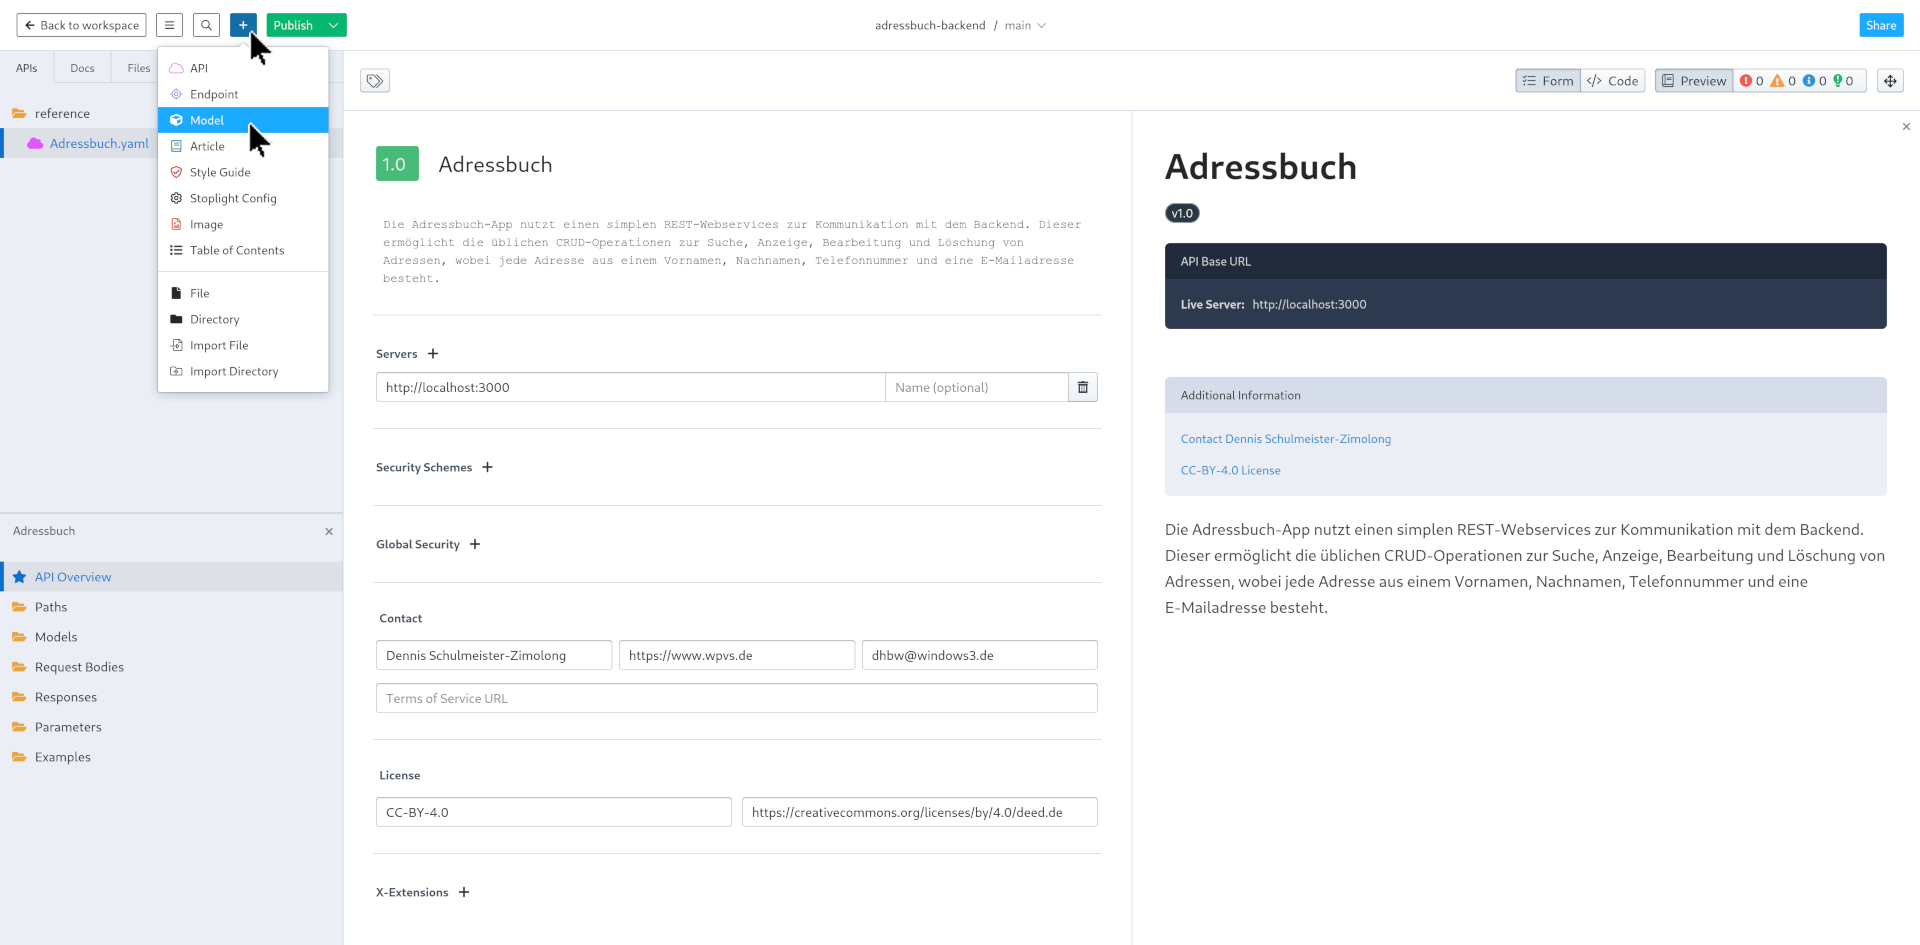 Back to workspace
Publish
adressbuch-backend / main
Share
APIs
Docs
Files
reference
Adressbuch.yaml
API
Endpoint
Model
Article
Style Guide
Stoplight Config
Image
Table of Contents
File
Directory
Import File
Import Directory
Adressbuch
API Overview
Paths
Models
Request Bodies
Responses
Parameters
Examples
Form
Code
Preview
0
0
0
0
1.0
Adressbuch
Die Adressbuch-App nutzt einen simplen REST-Webservices zur Kommunikation mit dem Backend. Dieser
ermöglicht die üblichen CRUD-Operationen zur Suche, Anzeige, Bearbeitung und Löschung von
Adressen, wobei jede Adresse aus einem Vornamen, Nachnamen, Telefonnummer und eine E-Mailadresse
besteht.
Servers
http://localhost:3000
Name (optional)
Security Schemes
Global Security
Contact
Dennis Schulmeister-Zimolong
https://www.wpvs.de
dhbw@windows3.de
Terms of Service URL
License
CC-BY-4.0
https://creativecommons.org/licenses/by/4.0/deed.de
X-Extensions
Adressbuch
v1.0
API Base URL
Live Server: http://localhost:3000
Additional Information
Contact Dennis Schulmeister-Zimolong
CC-BY-4.0 License
Die Adressbuch-App nutzt einen simplen REST-Webservices zur Kommunikation mit dem Backend.
Dieser ermöglicht die üblichen CRUD-Operationen zur Suche, Anzeige, Bearbeitung und Löschung von
Adressen, wobei jede Adresse aus einem Vornamen, Nachnamen, Telefonnummer und eine
E-Mailadresse besteht.